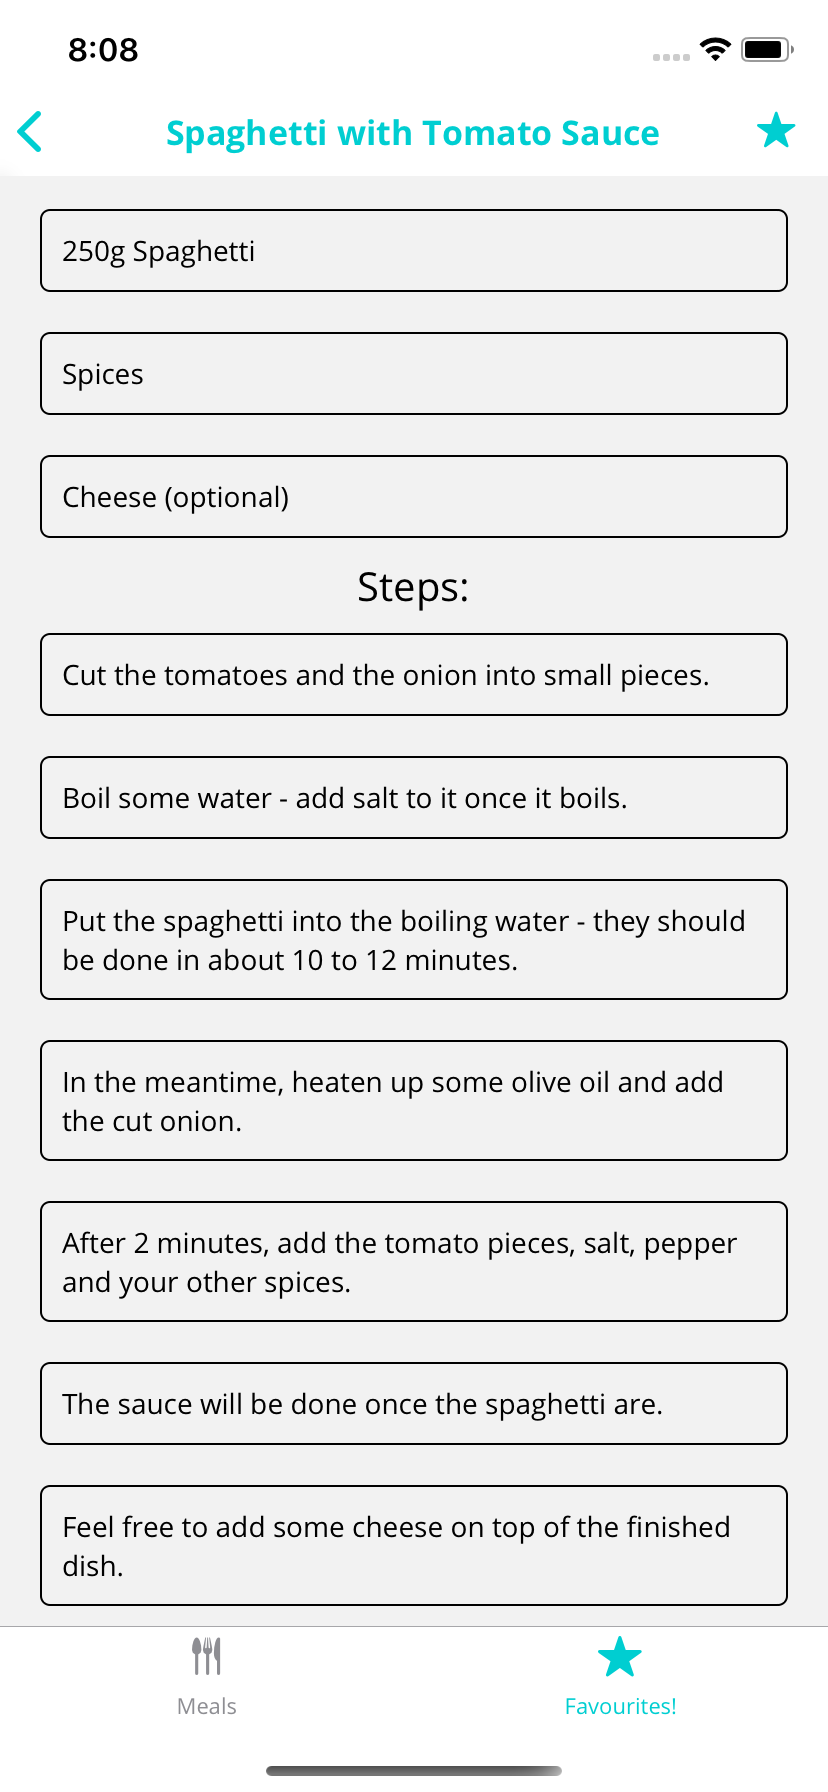 8:08
Spaghetti with Tomato Sauce
250g Spaghetti
Spices
Cheese (optional)
Steps:
Cut the tomatoes and the onion into small pieces.
Boil some water - add salt to it once it boils.
Put the spaghetti into the boiling water - they should
be done in about 10 to 12 minutes.
In the meantime, heaten up some olive oil and add
the cut onion.
After 2 minutes, add the tomato pieces, salt, pepper
and your other spices.
The sauce will be done once the spaghetti are.
Feel free to add some cheese on top of the finished
dish.
Meals
Favourites!